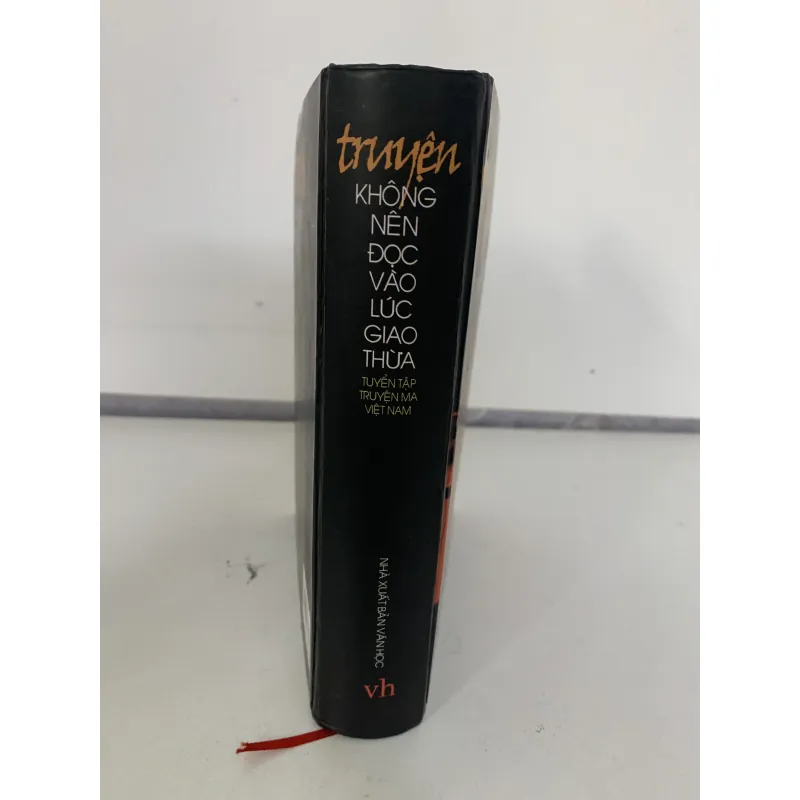 truyện
KHÔNG
NÊN
ĐỌC
VÀO
LÚC
GIAO
THỪA
TUYỂN TẬP
TRUYỆN MA
VIỆT NAM
NHÀ XUẤT BẢN VĂN HỌC
vh